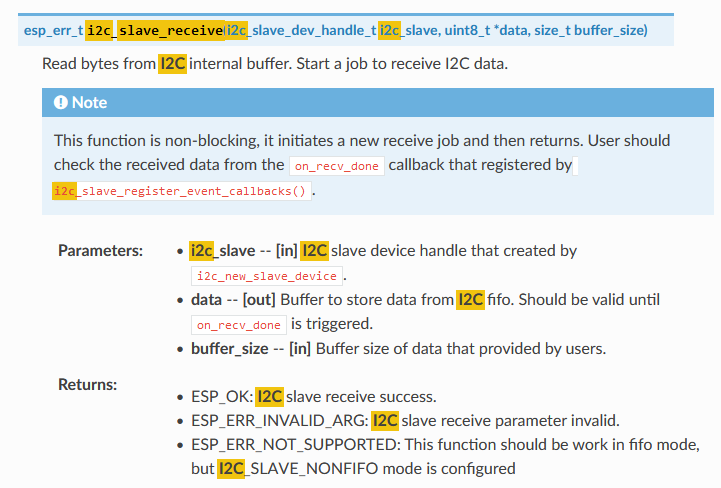 esp_err_t i2c_slave_receive(i2c_slave_dev_handle_t i2c_slave, uint8_t *data, size_t buffer_size)
Read bytes from I2C internal buffer. Start a job to receive I2C data.
Note
This function is non-blocking, it initiates a new receive job and then returns. User should
check the received data from the on_recv_done callback that registered by
i2c_slave_register_event_callbacks() .
Parameters:
• i2c_slave -- [in] I2C slave device handle that created by
i2c_new_slave_device .
• data -- [out] Buffer to store data from I2C fifo. Should be valid until
on_recv_done is triggered.
• buffer_size -- [in] Buffer size of data that provided by users.
Returns:
• ESP_OK: I2C slave receive success.
• ESP_ERR_INVALID_ARG: I2C slave receive parameter invalid.
• ESP_ERR_NOT_SUPPORTED: This function should be work in fifo mode,
but I2C_SLAVE_NONFIFO mode is configured